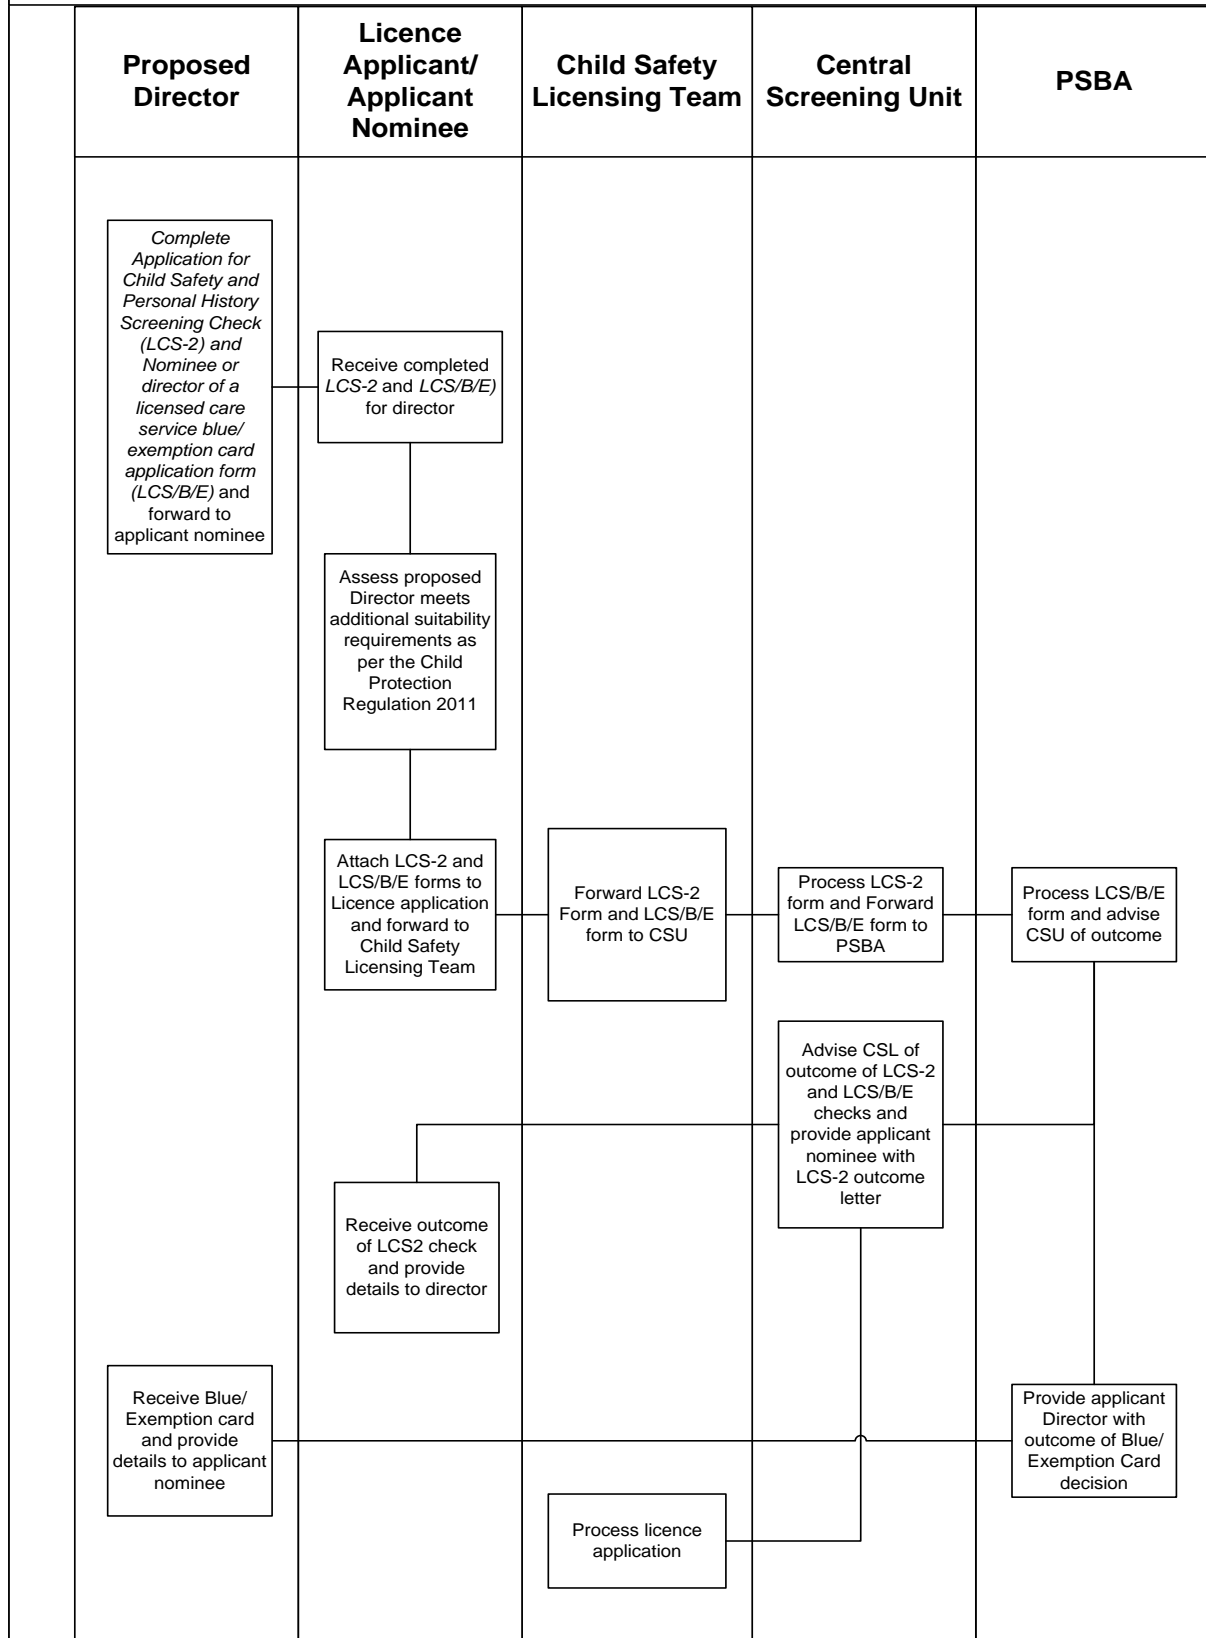 Proposed
Director
Licence
Applicant/
Applicant
Nominee
Child Safety
Licensing Team
Central
Screening Unit
PSBA
Complete
Application for
Child Safety and
Personal History
Screening Check
(LCS-2) and
Nominee or
director of a
licensed care
service blue/
exemption card
application form
(LCS/B/E) and
forward to
applicant nominee
Receive completed
LCS-2 and LCS/B/E)
for director
Assess proposed
Director meets
additional suitability
requirements as
per the Child
Protection
Regulation 2011
Attach LCS-2 and
LCS/B/E forms to
Licence application
and forward to
Child Safety
Licensing Team
Forward LCS-2
Form and LCS/B/E
form to CSU
Process LCS-2
form and Forward
LCS/B/E form to
PSBA
Process LCS/B/E
form and advise
CSU of outcome
Advise CSL of
outcome of LCS-2
and LCS/B/E
checks and
provide applicant
nominee with
LCS-2 outcome
letter
Receive outcome
of LCS2 check
and provide
details to director
Receive Blue/
Exemption card
and provide
details to applicant
nominee
Provide applicant
Director with
outcome of Blue/
Exemption Card
decision
Process licence
application